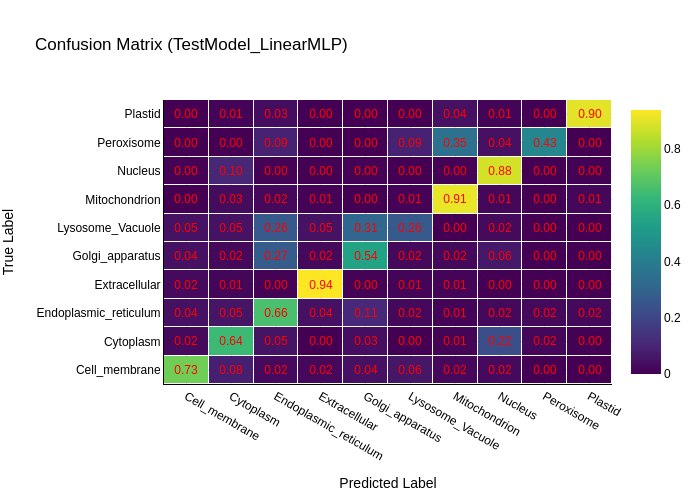 Confusion Matrix (TestModel_LinearMLP)
Plastid 0.00 0.01 0.03 0.00 0.00 0.00 0.04 0.01 0.00 0.90
Peroxisome 0.00 0.00 0.09 0.00 0.00 0.09 0.35 0.04 0.43 0.00
Nucleus 0.00 0.10 0.00 0.00 0.00 0.00 0.00 0.88 0.00 0.00
Mitochondrion 0.00 0.03 0.02 0.01 0.00 0.01 0.91 0.01 0.00 0.01
Lysosome_Vacuole 0.05 0.05 0.26 0.05 0.31 0.26 0.00 0.02 0.00 0.00
Golgi_apparatus 0.04 0.02 0.27 0.02 0.54 0.02 0.02 0.06 0.00 0.00
Extracellular 0.02 0.01 0.00 0.94 0.00 0.01 0.01 0.00 0.00 0.00
Endoplasmic_reticulum 0.04 0.05 0.66 0.04 0.11 0.02 0.01 0.02 0.02 0.02
Cytoplasm 0.02 0.64 0.05 0.00 0.03 0.00 0.01 0.22 0.02 0.00
Cell_membrane 0.73 0.08 0.02 0.02 0.04 0.06 0.02 0.02 0.00 0.00
Cell_membrane Cytoplasm Endoplasmic_reticulum Extracellular Golgi_apparatus Lysosome_Vacuole Mitochondrion Nucleus Peroxisome Plastid
Predicted Label
True Label
0.8
0.6
0.4
0.2
0